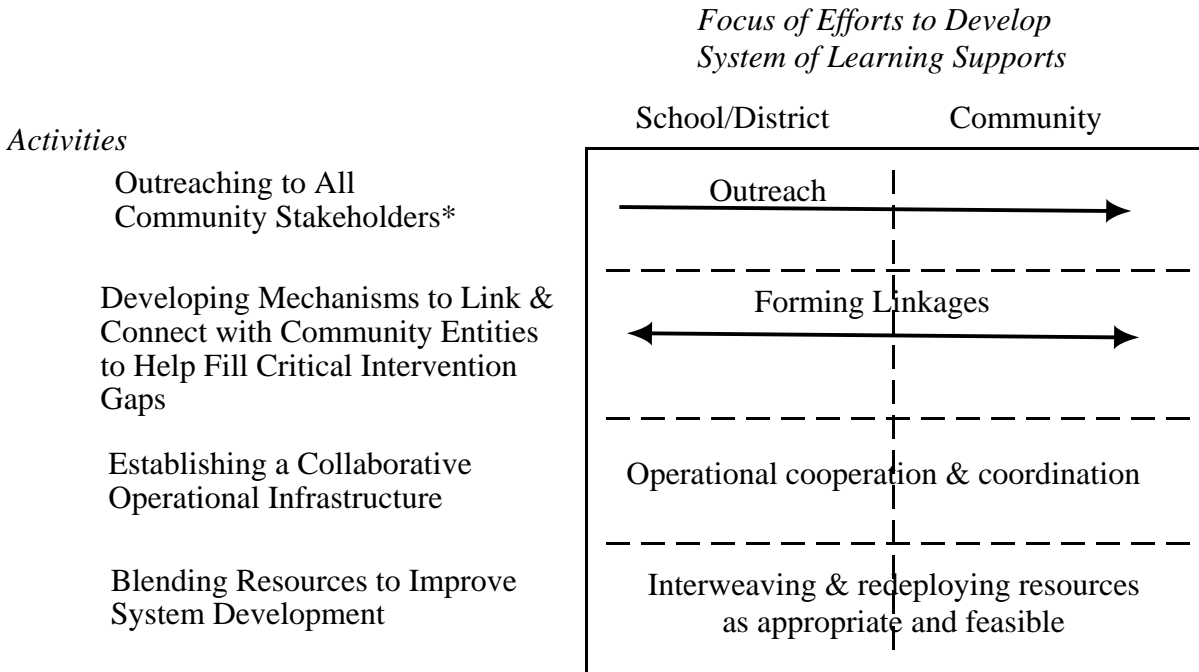 Focus of Efforts to Develop
System of Learning Supports
School/District Community
Activities
Outreaching to All
Community Stakeholders*
Outreach
Developing Mechanisms to Link &
Connect with Community Entities
to Help Fill Critical Intervention
Gaps
Forming Linkages
Establishing a Collaborative
Operational Infrastructure
Operational cooperation & coordination
Blending Resources to Improve
System Development
Interweaving & redeploying resources
as appropriate and feasible